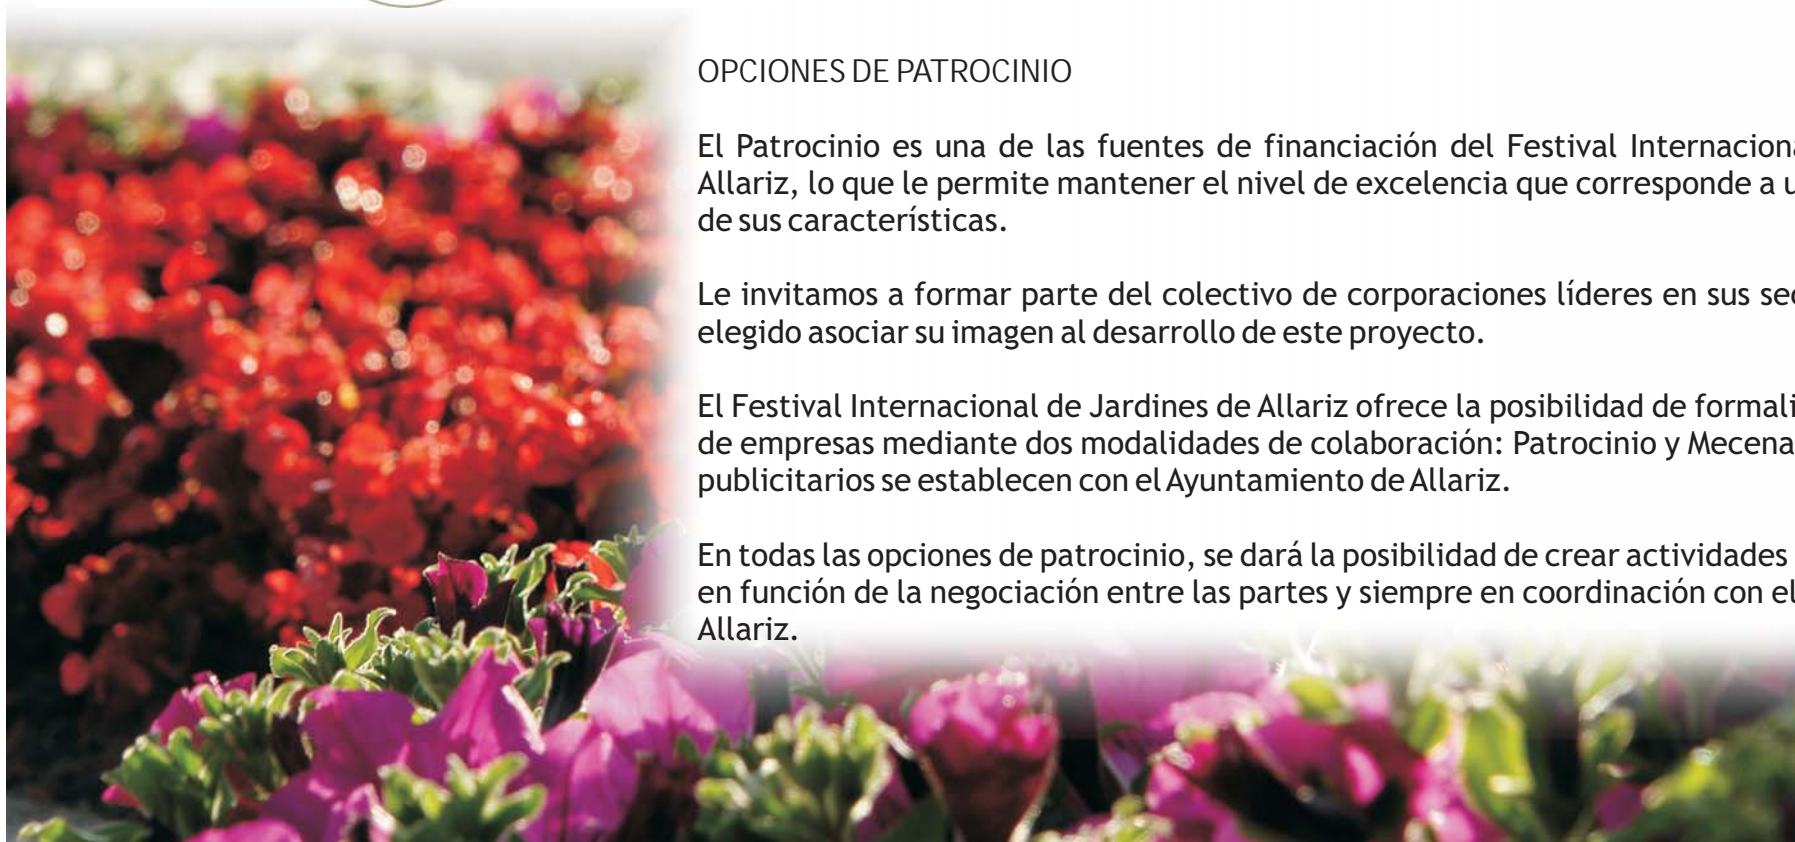 OPCIONES DE PATROCINIO
El Patrocinio es una de las fuentes de financiación del Festival Internaciona
Allariz, lo que le permite mantener el nivel de excelencia que corresponde a u
de sus características.
Le invitamos a formar parte del colectivo de corporaciones líderes en sus sec
elegido asociar su imagen al desarrollo de este proyecto.
El Festival Internacional de Jardines de Allariz ofrece la posibilidad de formali
de empresas mediante dos modalidades de colaboración: Patrocinio y Mecena
publicitarios se establecen con el Ayuntamiento de Allariz.
En todas las opciones de patrocinio, se dará la posibilidad de crear actividades
en función de la negociación entre las partes y siempre en coordinación con el
Allariz.